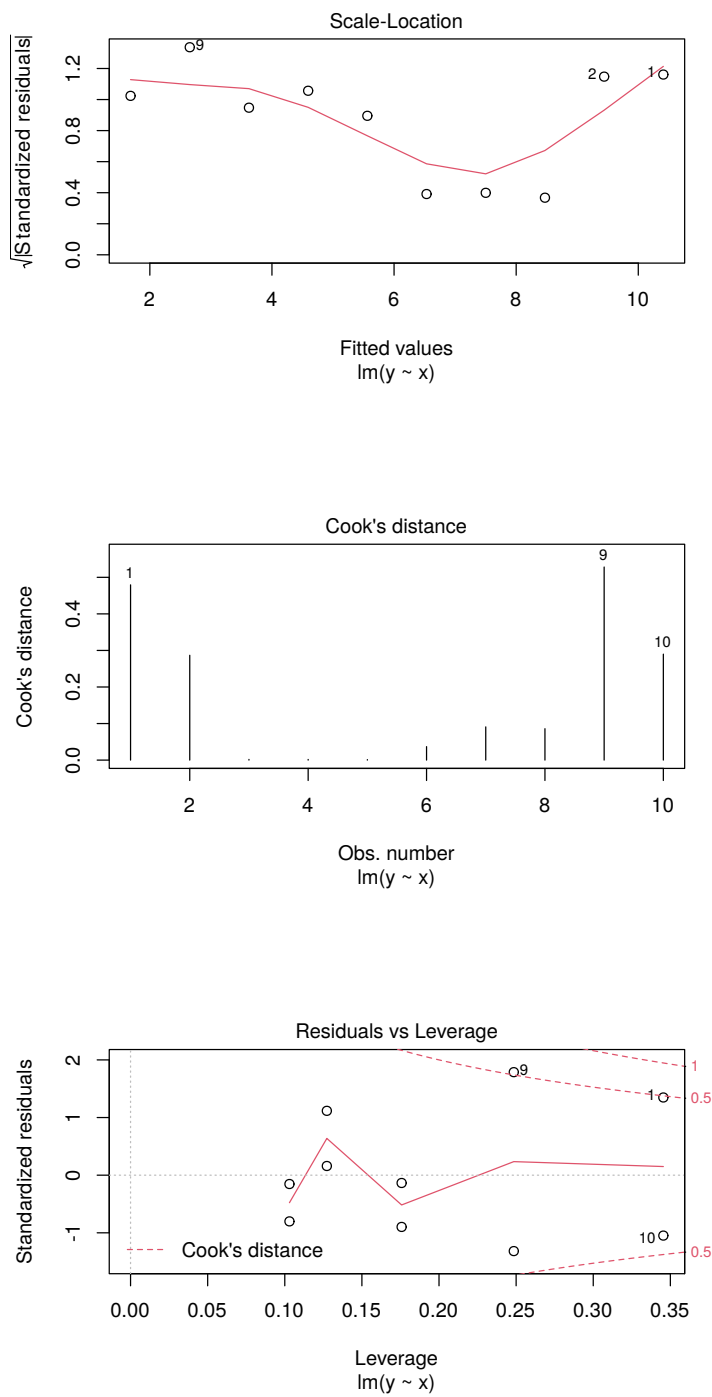 Scale-Location
√|Standardized residuals|
0.0 0.4 0.8 1.2
9
2
1
2 4 6 8 10
Fitted values
lm(y ~ x)
Cook's distance
Cook's distance
0.0 0.2 0.4
1
9
10
2 4 6 8 10
Obs. number
lm(y ~ x)
Residuals vs Leverage
Standardized residuals
-1 0 1 2
9
1
10
1
0.5
0.5
Cook's distance
0.00 0.05 0.10 0.15 0.20 0.25 0.30 0.35
Leverage
lm(y ~ x)